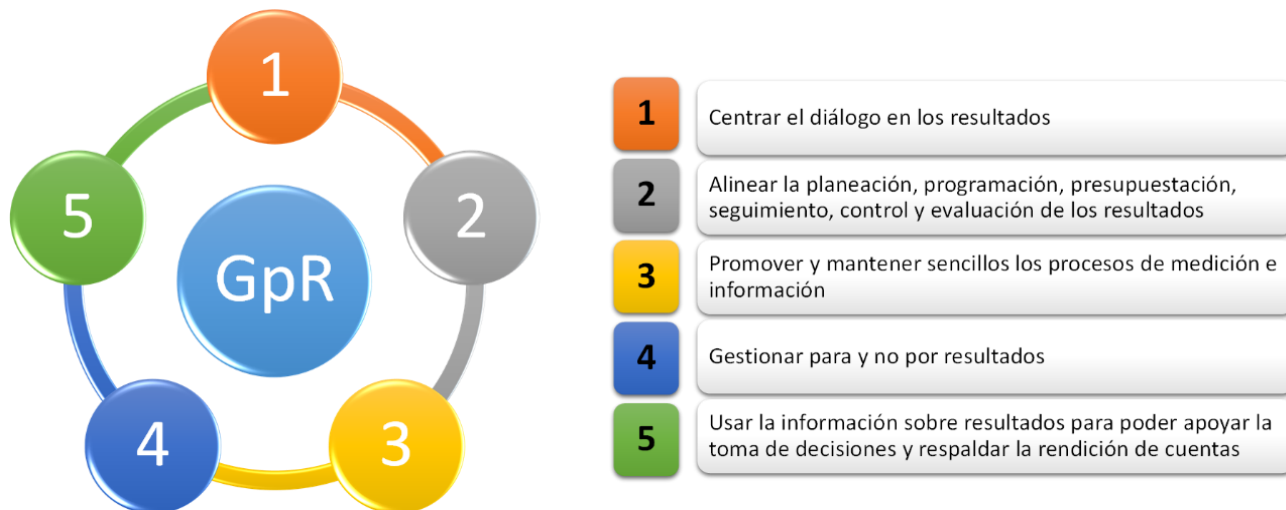 1
5
2
GpR
4
3
1
Centrar el diálogo en los resultados
2
Alinear la planeación, programación, presupuestación,
seguimiento, control y evaluación de los resultados
3
Promover y mantener sencillos los procesos de medición e
información
4
Gestionar para y no por resultados
5
Usar la información sobre resultados para poder apoyar la
toma de decisiones y respaldar la rendición de cuentas